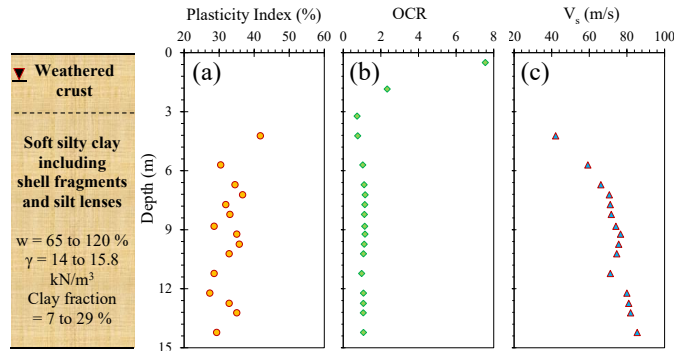 Plasticity Index (%)
OCR
Vs (m/s)
20 40 60 80 100
0 2 4 6 8
20 40 60 80 100
0
3
6
9
12
15
Depth (m)
(a)
(b)
(c)
Weathered
crust
Soft silty clay
including
shell fragments
and silt lenses
w = 65 to 120 %
γ = 14 to 15.8
kN/m³
Clay fraction
= 7 to 29 %